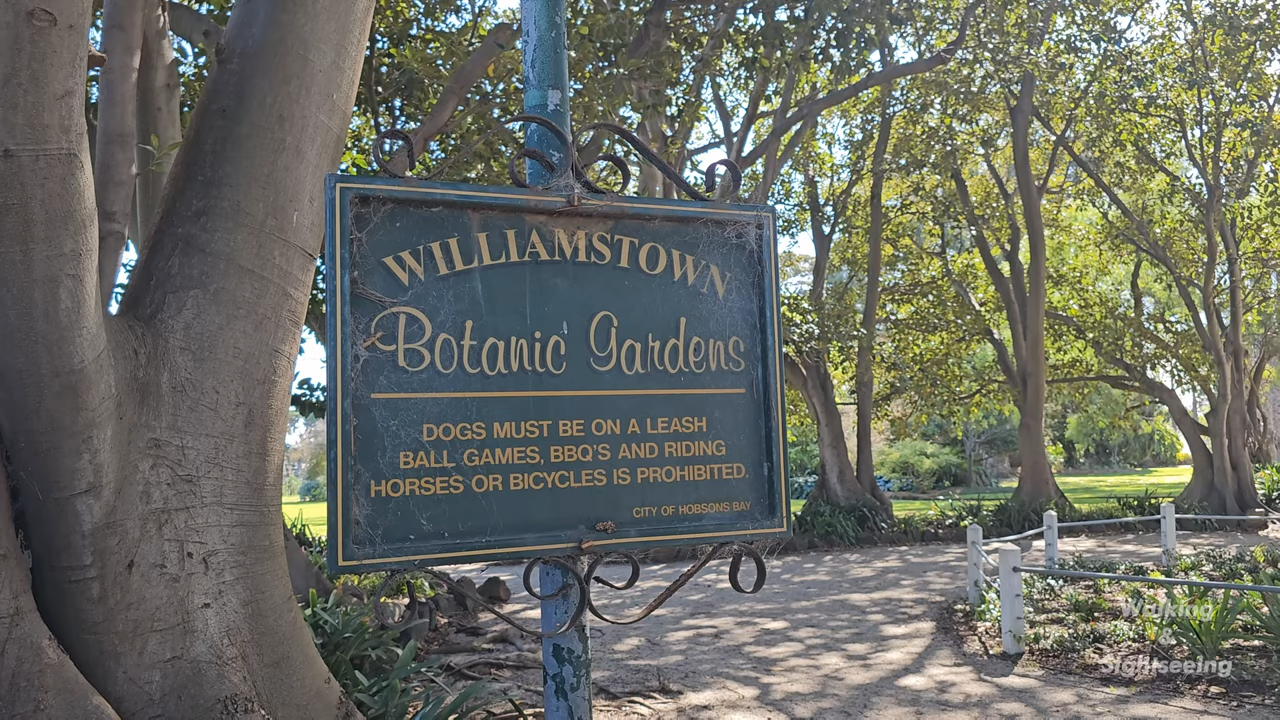 WILLIAMSTOWN
Botanic Gardens
DOGS MUST BE ON A LEASH
BALL GAMES, BBQ'S AND RIDING
HORSES OR BICYCLES IS PROHIBITED.
CITY OF HOBSONS BAY
Walking
&
Sightseeing